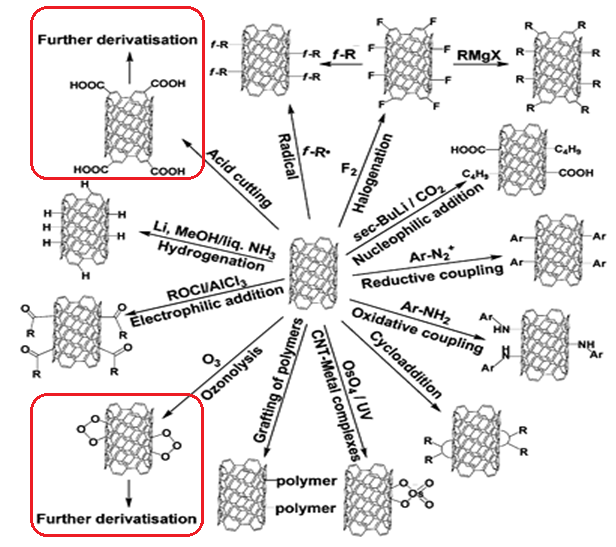 Further derivatisation
HOOC COOH
HOOC COOH
Acid cutting
f-R f-R
f-R f-R
Radical
f-R•
f-R
F F
F F
F F
F F
F₂
Halogenation
RMgX
R R
R R
R R
R R
HOOC C₄H₉
C₄H₉ COOH
sec-BuLi / CO₂
Nucleophilic addition
H
H H
H H
H H
H
Li, MeOH/liq. NH₃
Hydrogenation
Ar-N₂⁺
Reductive coupling
Ar Ar
Ar Ar
ROCl/AlCl₃
Electrophilic addition
O O
R R
O O
R R
Ar-NH₂
Oxidative coupling
Ar
HN
H
N
Ar
NH
Ar
O₃
Ozonolysis
O
O
O
O
O
O
Further derivatisation
Grafting of polymers
polymer
polymer
CNT-Metal complexes
OsO₄ / UV
O O
Os
O O
Cycloaddition
R R
R R